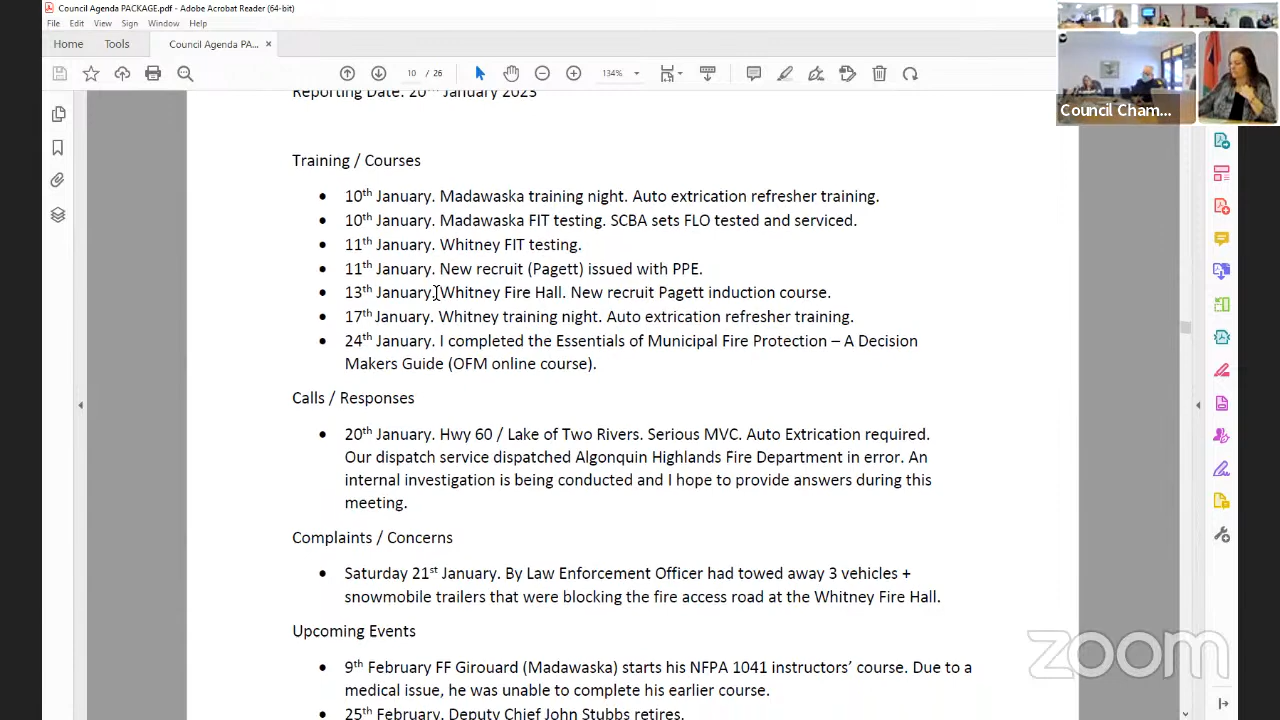 Council Agenda PACKAGE.pdf - Adobe Acrobat Reader (64-bit)
File Edit View Sign Window Help
Home Tools Council Agenda PA... ×
10 / 26 134%
Reporting Date: 20th January 2023
Council Cham...
Training / Courses
• 10th January. Madawaska training night. Auto extrication refresher training.
• 10th January. Madawaska FIT testing. SCBA sets FLO tested and serviced.
• 11th January. Whitney FIT testing.
• 11th January. New recruit (Pagett) issued with PPE.
• 13th January. Whitney Fire Hall. New recruit Pagett induction course.
• 17th January. Whitney training night. Auto extrication refresher training.
• 24th January. I completed the Essentials of Municipal Fire Protection – A Decision
Makers Guide (OFM online course).
Calls / Responses
• 20th January. Hwy 60 / Lake of Two Rivers. Serious MVC. Auto Extrication required.
Our dispatch service dispatched Algonquin Highlands Fire Department in error. An
internal investigation is being conducted and I hope to provide answers during this
meeting.
Complaints / Concerns
• Saturday 21st January. By Law Enforcement Officer had towed away 3 vehicles +
snowmobile trailers that were blocking the fire access road at the Whitney Fire Hall.
Upcoming Events
• 9th February FF Girouard (Madawaska) starts his NFPA 1041 instructors’ course. Due to a
medical issue, he was unable to complete his earlier course.
• 25th February. Deputy Chief John Stubbs retires.
zoom